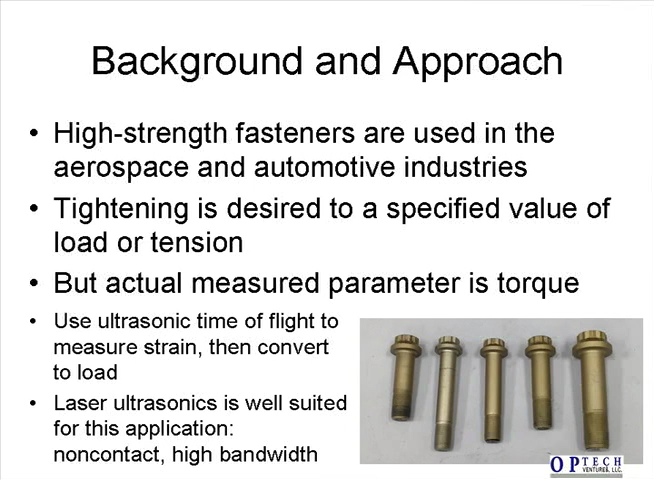 Background and Approach
• High-strength fasteners are used in the
aerospace and automotive industries
• Tightening is desired to a specified value of
load or tension
• But actual measured parameter is torque
• Use ultrasonic time of flight to
measure strain, then convert
to load
• Laser ultrasonics is well suited
for this application:
noncontact, high bandwidth
OPTECH
VENTURES, LLC.